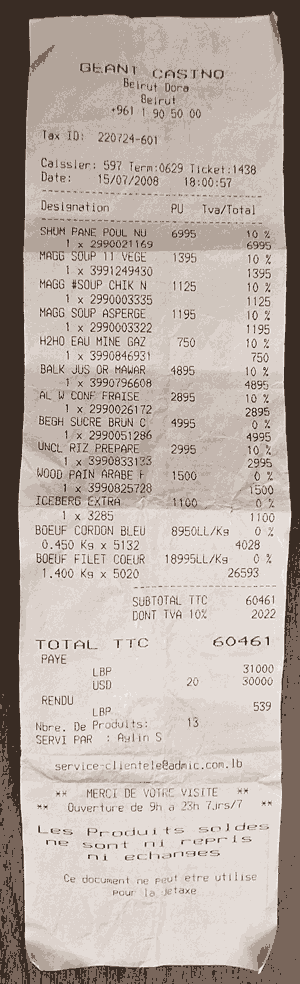 GEANT CASINO
Beirut Dora
Beirut
+961 1 90 50 00
Tax ID: 220724-601
Caissier: 597 Term:0629 Ticket:1438
Date: 15/07/2008 18:00:57
Designation PU Tva/Total
SHUM PANE POUL NU 6995 10 %
1 x 2990021169 6995
MAGG SOUP 11 VEGE 1395 10 %
1 x 3991249430 1395
MAGG #SOUP CHIK N 1125 10 %
1 x 2990003335 1125
MAGG SOUP ASPERGE 1195 10 %
1 x 2990003322 1195
H2HO EAU MINE GAZ 750 10 %
1 x 3990846931 750
BALK JUS OR MAWAR 4895 10 %
1 x 3990796608 4895
AL W CONF FRAISE 2895 10 %
1 x 2990026172 2895
BEGH SUCRE BRUN C 4995 0 %
1 x 2990051286 4995
UNCL RIZ PREPARE 2995 10 %
1 x 3990833133 2995
WOOD PAIN ARABE H 1500 0 %
1 x 3990825728 1500
ICEBERG EXTRA 1100 0 %
1 x 3285 1100
BOEUF CORDON BLEU 8950LL/Kg 0 %
0.450 Kg x 5132 4028
BOEUF FILET COEUR 18995LL/Kg 0 %
1.400 Kg x 5020 26593
SUBTOTAL TTC 60461
DONT TVA 10% 2022
TOTAL TTC 60461
PAYE
LBP 31000
USD 20 30000
RENDU
LBP 539
Nbre. De Produits: 13
SERVI PAR : Aylin S
service-clientele@admic.com.lb
** MERCI DE VOTRE VISITE **
** Ouverture de 9h a 23h 7jrs/7 **
Les Produits soldes
ne sont ni repris
ni echanges
Ce document ne peut etre utilise
pour la detaxe